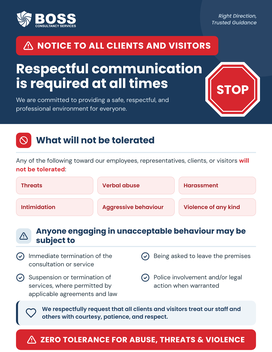 BOSS
CONSULTANCY SERVICES
Right Direction,
Trusted Guidance
NOTICE TO ALL CLIENTS AND VISITORS
Respectful communication
is required at all times
We are committed to providing a safe, respectful, and
professional environment for everyone.
STOP
What will not be tolerated
Any of the following toward our employees, representatives, clients, or visitors will
not be tolerated:
Threats
Verbal abuse
Harassment
Intimidation
Aggressive behaviour
Violence of any kind
Anyone engaging in unacceptable behaviour may be
subject to
Immediate termination of the
consultation or service
Being asked to leave the premises
Suspension or termination of
services, where permitted by
applicable agreements and law
Police involvement and/or legal
action when warranted
We respectfully request that all clients and visitors treat our staff and
others with courtesy, patience, and respect.
ZERO TOLERANCE FOR ABUSE, THREATS & VIOLENCE